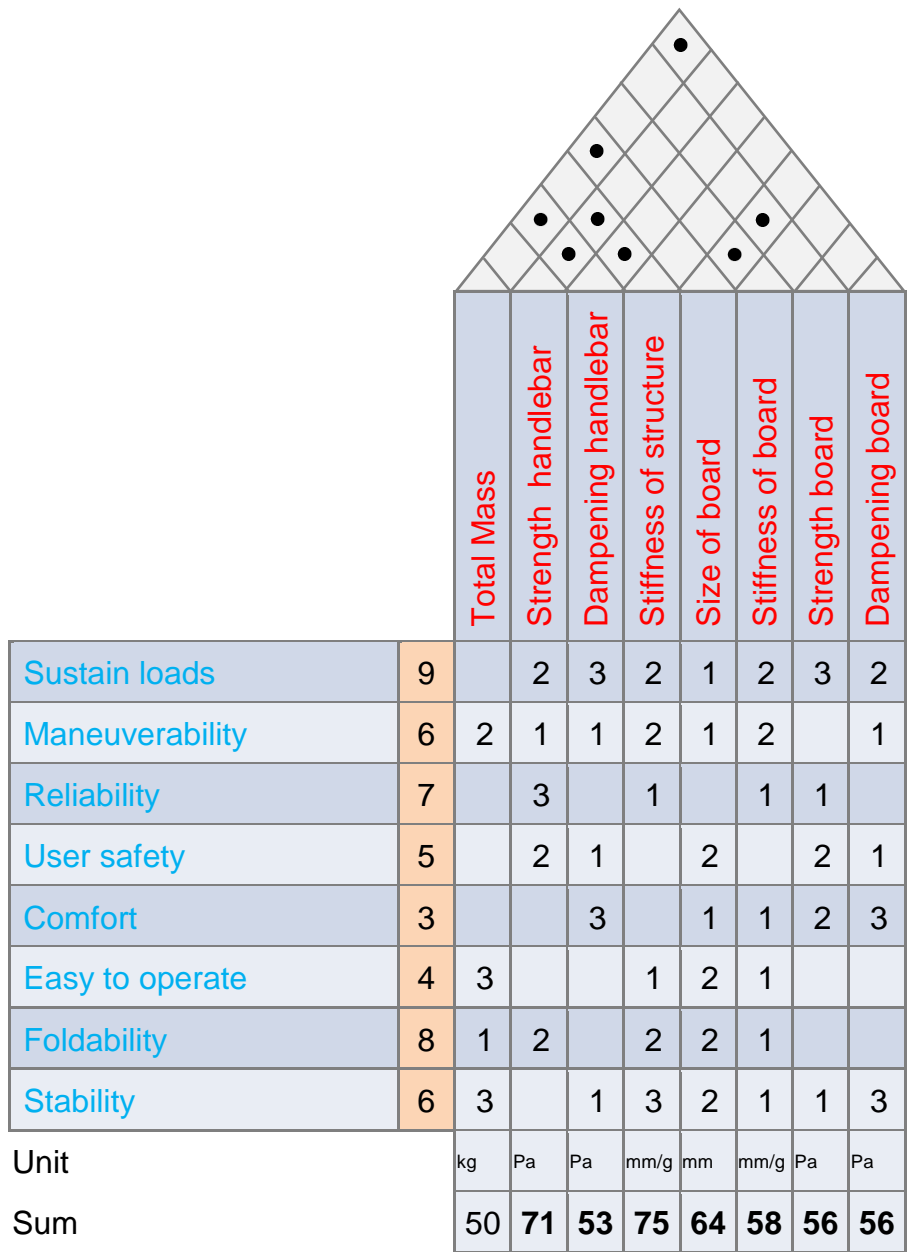 Total Mass
Strength handlebar
Dampening handlebar
Stiffness of structure
Size of board
Stiffness of board
Strength board
Dampening board
Sustain loads 9 2 3 2 1 2 3 2
Maneuverability 6 2 1 1 2 1 2 1
Reliability 7 3 1 1 1
User safety 5 2 1 2 2 1
Comfort 3 3 1 1 2 3
Easy to operate 4 3 1 2 1
Foldability 8 1 2 2 2 1
Stability 6 3 1 3 2 1 1 3
Unit kg Pa Pa mm/g mm mm/g Pa Pa
Sum 50 71 53 75 64 58 56 56